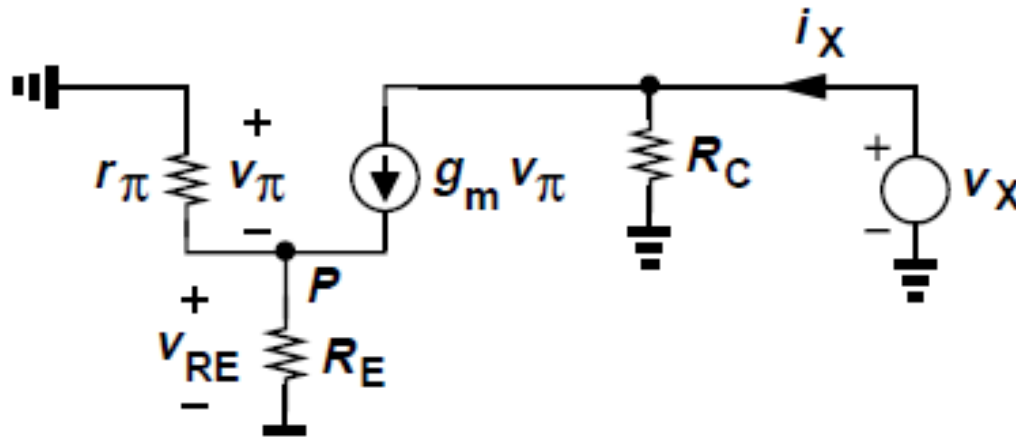 i X
+
r π
v π
−
g m v π
R C
+
v X
−
P
+
v RE
−
R E